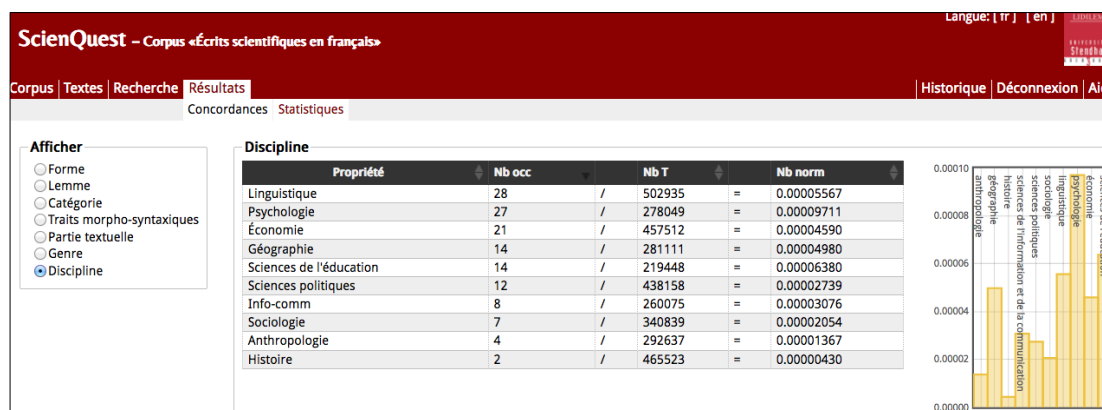 Langue: [ fr ] [ en ]
LIDILEM
ScienQuest – Corpus «Écrits scientifiques en français»
Stendha
Corpus Textes Recherche Résultats
Historique Déconnexion Ai
Concordances Statistiques
Afficher
Forme
Lemme
Catégorie
Traits morpho-syntaxiques
Partie textuelle
Genre
Discipline
Discipline
Propriété Nb occ Nb T Nb norm
Linguistique 28 / 502935 = 0.00005567
Psychologie 27 / 278049 = 0.00009711
Économie 21 / 457512 = 0.00004590
Géographie 14 / 281111 = 0.00004980
Sciences de l'éducation 14 / 219448 = 0.00006380
Sciences politiques 12 / 438158 = 0.00002739
Info-comm 8 / 260075 = 0.00003076
Sociologie 7 / 340839 = 0.00002054
Anthropologie 4 / 292637 = 0.00001367
Histoire 2 / 465523 = 0.00000430
0.00010
0.00008
0.00006
0.00004
0.00002
0.00000
anthropologie
géographie
histoire
sciences de l'information et de la communication
sciences politiques
sociologie
linguistique
psychologie
économie